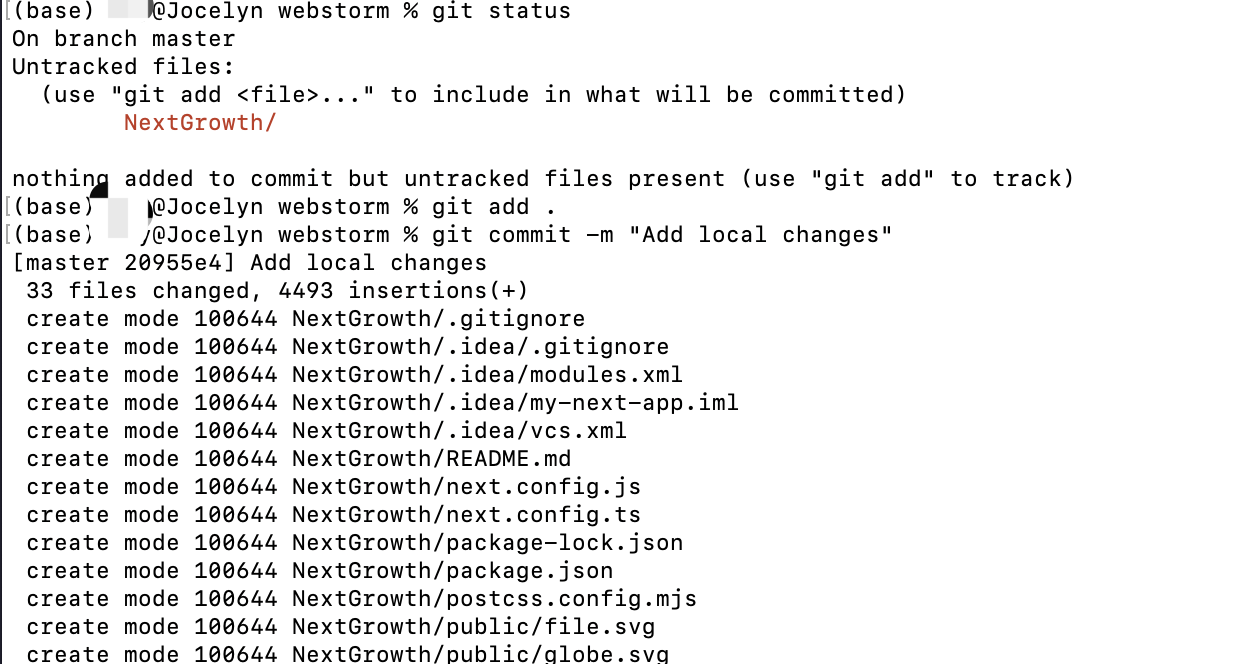 [(base) @Jocelyn webstorm % git status
On branch master
Untracked files:
  (use "git add <file>..." to include in what will be committed)
        NextGrowth/

nothing added to commit but untracked files present (use "git add" to track)
[(base) @Jocelyn webstorm % git add .
[(base) y@Jocelyn webstorm % git commit -m "Add local changes"
[master 20955e4] Add local changes
 33 files changed, 4493 insertions(+)
 create mode 100644 NextGrowth/.gitignore
 create mode 100644 NextGrowth/.idea/.gitignore
 create mode 100644 NextGrowth/.idea/modules.xml
 create mode 100644 NextGrowth/.idea/my-next-app.iml
 create mode 100644 NextGrowth/.idea/vcs.xml
 create mode 100644 NextGrowth/README.md
 create mode 100644 NextGrowth/next.config.js
 create mode 100644 NextGrowth/next.config.ts
 create mode 100644 NextGrowth/package-lock.json
 create mode 100644 NextGrowth/package.json
 create mode 100644 NextGrowth/postcss.config.mjs
 create mode 100644 NextGrowth/public/file.svg
 create mode 100644 NextGrowth/public/globe.svg